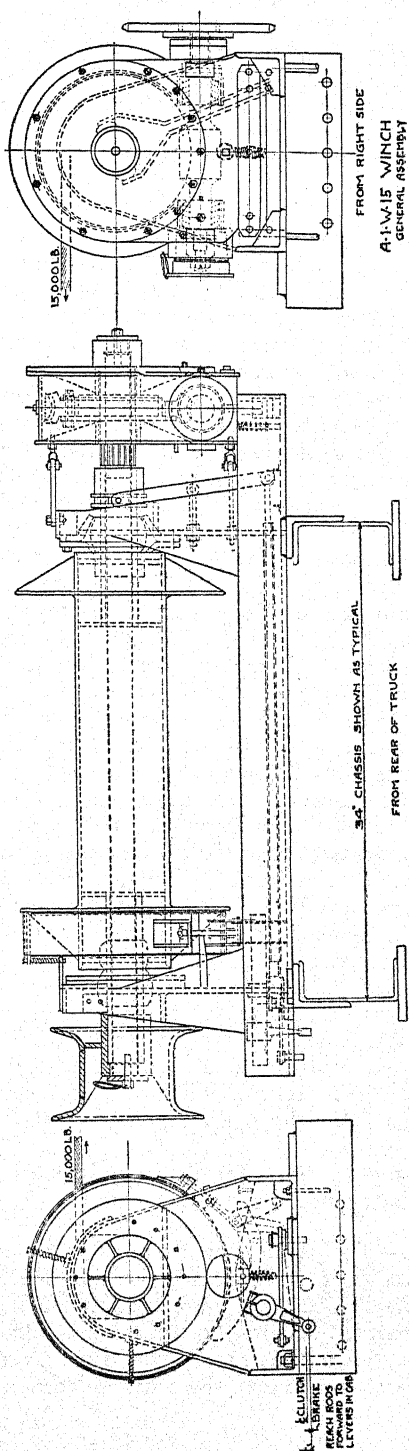 15,000 LB.
FROM RIGHT SIDE
A-1-W-15 WINCH
GENERAL ASSEMBLY
34" CHASSIS SHOWN AS TYPICAL
FROM REAR OF TRUCK
15,000 LB.
℄ CLUTCH
℄ BRAKE
REACH RODS
FORWARD TO
LEVERS IN CAB